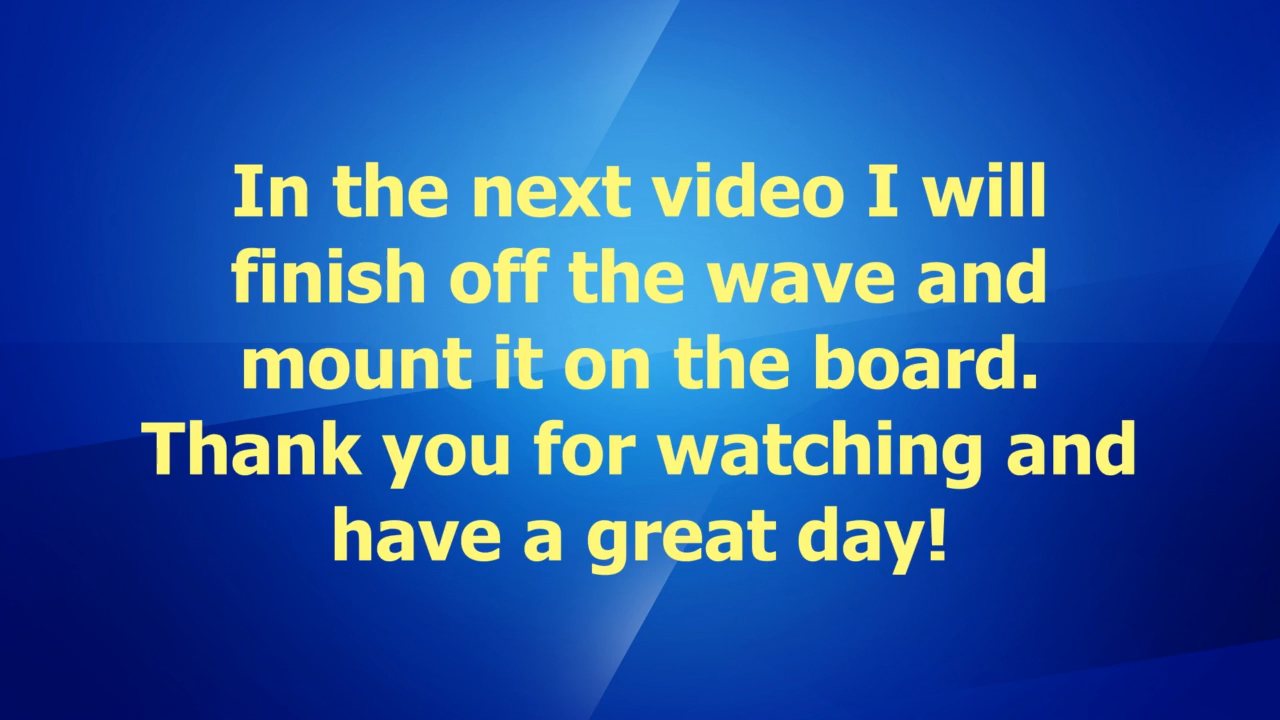 In the next video I will
finish off the wave and
mount it on the board.
Thank you for watching and
have a great day!